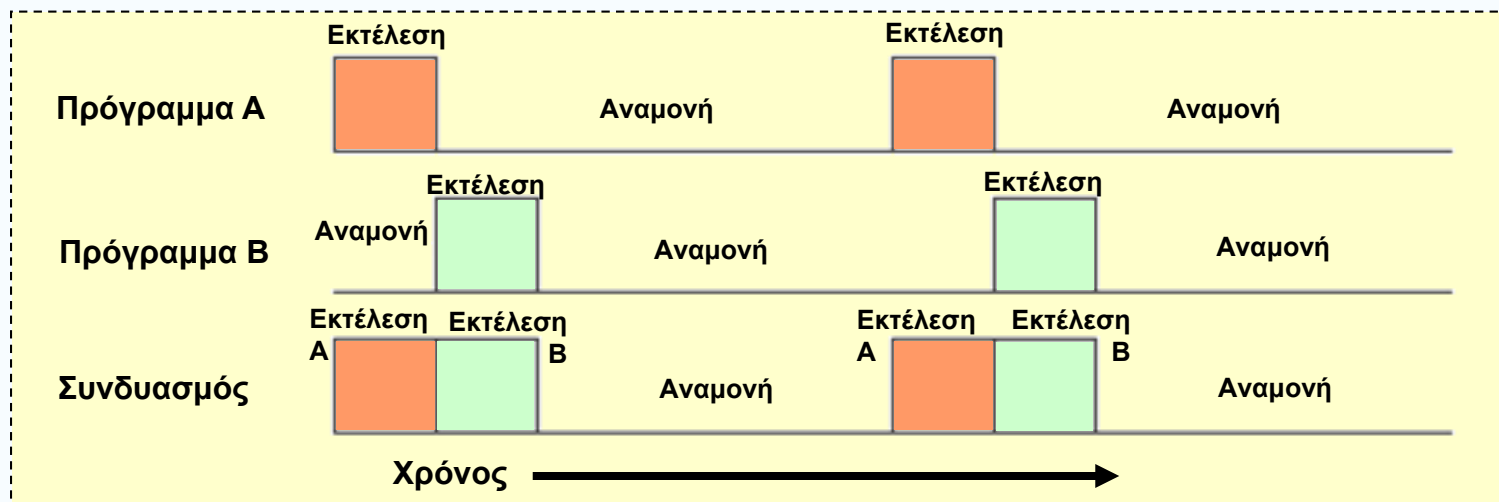 Εκτέλεση Εκτέλεση
Πρόγραμμα Α Αναμονή Αναμονή
Εκτέλεση Εκτέλεση
Πρόγραμμα Β Αναμονή Αναμονή Αναμονή
Εκτέλεση Εκτέλεση Εκτέλεση Εκτέλεση
Α Β Α Β
Συνδυασμός Αναμονή Αναμονή
Χρόνος